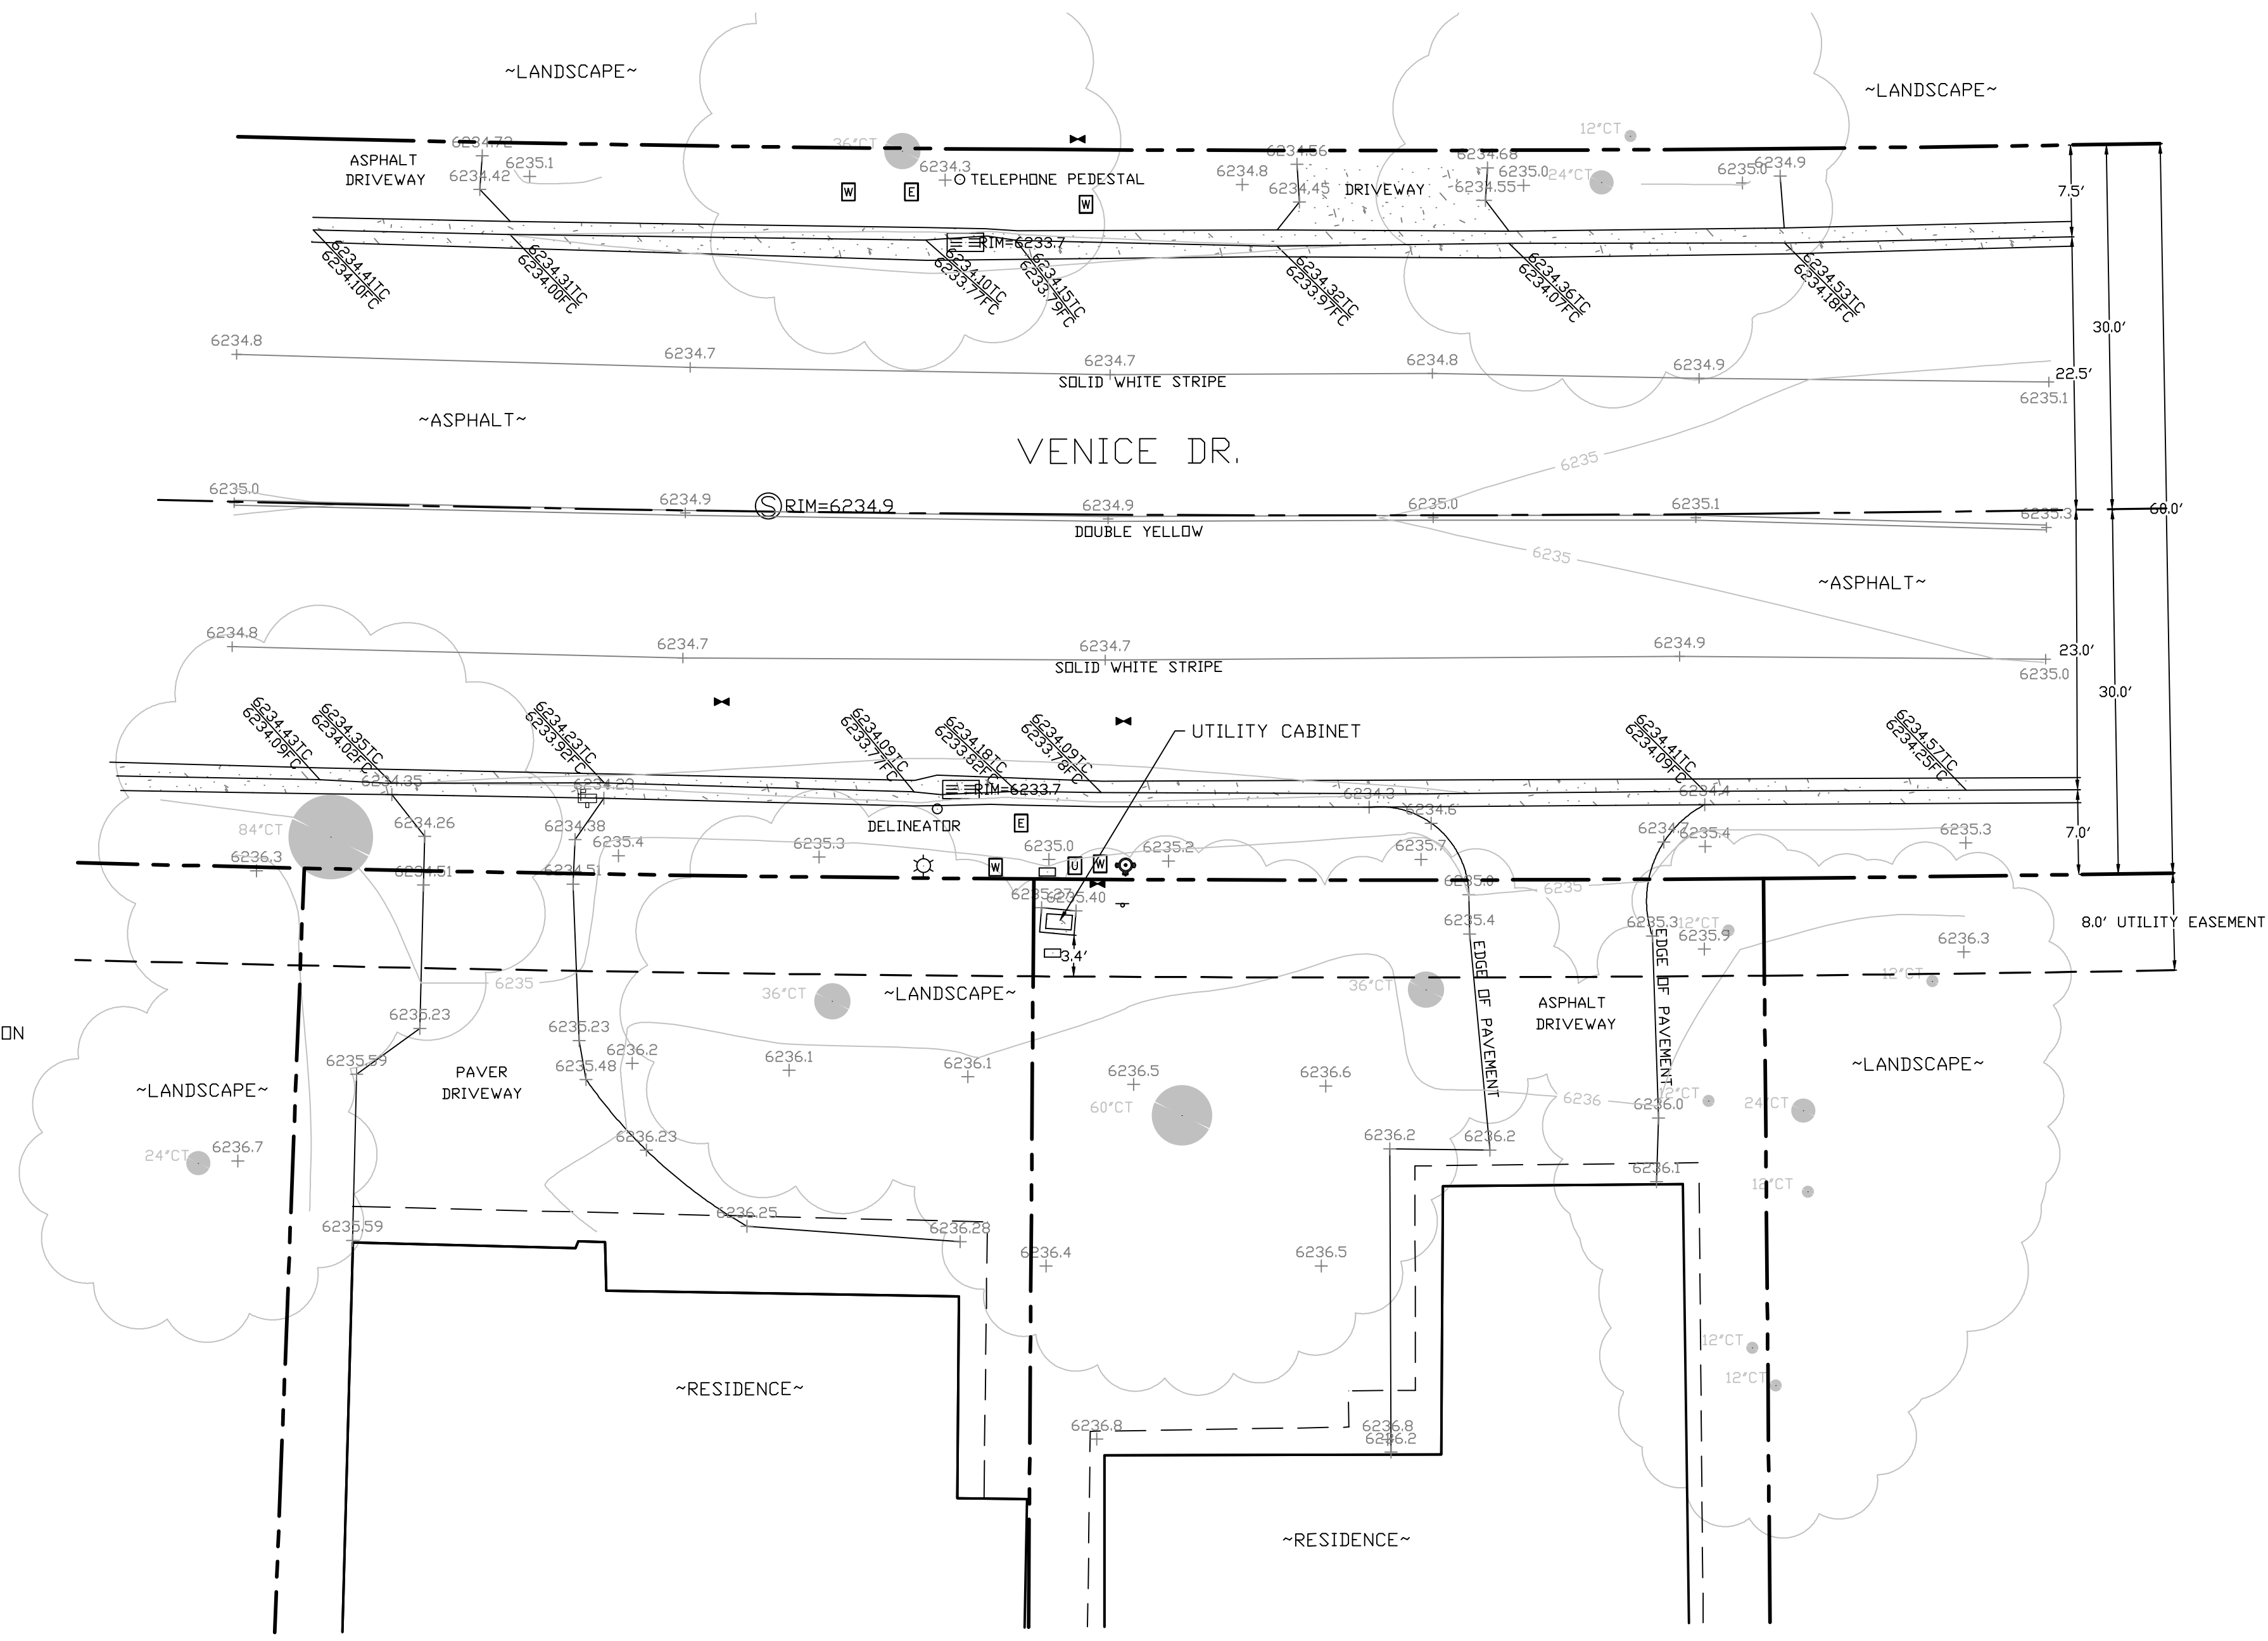 ~LANDSCAPE~
~LANDSCAPE~
12"CT
36"CT
6234.72
ASPHALT
DRIVEWAY
6235.1
6234.42
6234.3
TELEPHONE PEDESTAL
W
E
W
6234.56
6234.8
6234.45
DRIVEWAY
6234.68
6235.0
6234.55
24"CT
6235.0
6234.9
7.5'
RIM=6233.7
6234.41TC
6234.10FC
6234.31TC
6234.00FC
6234.10TC
6233.77FC
6234.15TC
6233.79FC
6234.32TC
6233.97FC
6234.36TC
6234.07FC
6234.53TC
6234.18FC
30.0'
6234.8
6234.7
6234.7
6234.8
6234.9
SOLID WHITE STRIPE
22.5'
6235.1
~ASPHALT~
VENICE DR.
6235
6235.0
6234.9
S
RIM=6234.9
6234.9
6235.0
6235.1
6235.3
60.0'
DOUBLE YELLOW
6235
~ASPHALT~
6234.8
6234.7
6234.7
6234.9
SOLID WHITE STRIPE
23.0'
6235.0
30.0'
6234.43TC
6234.09FC
6234.35TC
6234.02FC
6234.23TC
6233.92FC
6234.09TC
6233.77FC
6234.18TC
6233.82FC
6234.09TC
6233.78FC
UTILITY CABINET
6234.41TC
6234.09FC
6234.57TC
6234.25FC
6234.35
6234.23
RIM=6233.7
6234.3
6234.4
6234.6
84"CT
6234.26
6234.38
DELINEATOR
E
6234.7
6235.4
6235.3
7.0'
6236.3
6235.4
6235.3
6235.0
6235.2
6235.7
W
U
W
6234.51
6234.51
6235.27
6235.40
6235.0
6235
6235.4
6235.3
12"CT
6235.9
8.0' UTILITY EASEMENT
6236.3
3.4'
EDGE OF PAVEMENT
EDGE OF PAVEMENT
6235
36"CT
~LANDSCAPE~
36"CT
12"CT
ASPHALT
DRIVEWAY
ON
6235.23
6235.23
6235.59
6236.2
6236.1
6236.1
6235.48
PAVER
DRIVEWAY
~LANDSCAPE~
6236.5
6236.6
60"CT
~LANDSCAPE~
12"CT
6236
6236.0
24"CT
6236.23
6236.2
6236.2
24"CT
6236.7
6236.1
12"CT
6235.59
6236.25
6236.28
6236.4
6236.5
12"CT
12"CT
~RESIDENCE~
6236.8
6236.8
6236.2
~RESIDENCE~